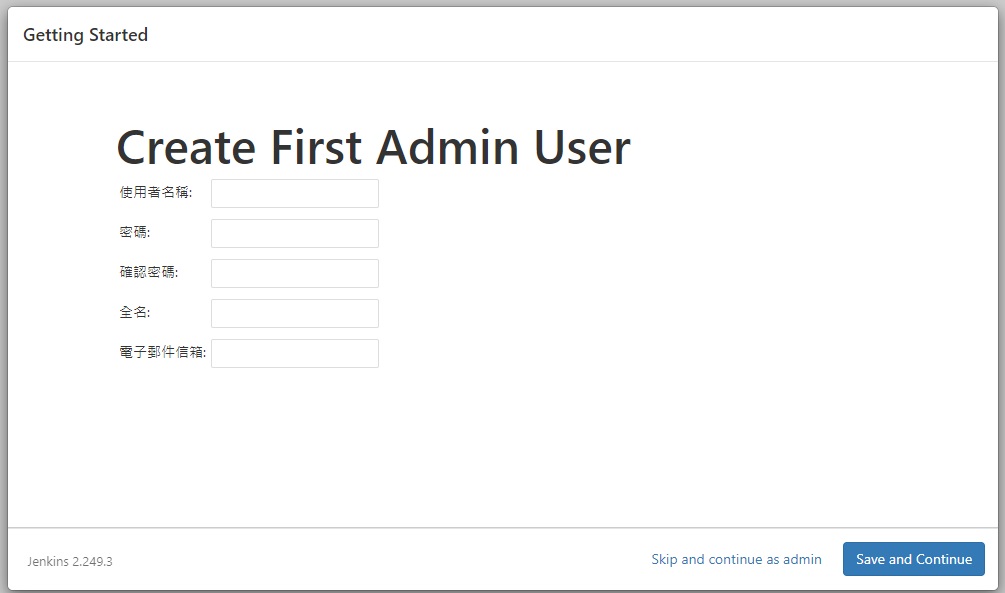 Getting Started
Create First Admin User
使用者名稱:
密碼:
確認密碼:
全名:
電子郵件信箱:
Jenkins 2.249.3
Skip and continue as admin
Save and Continue